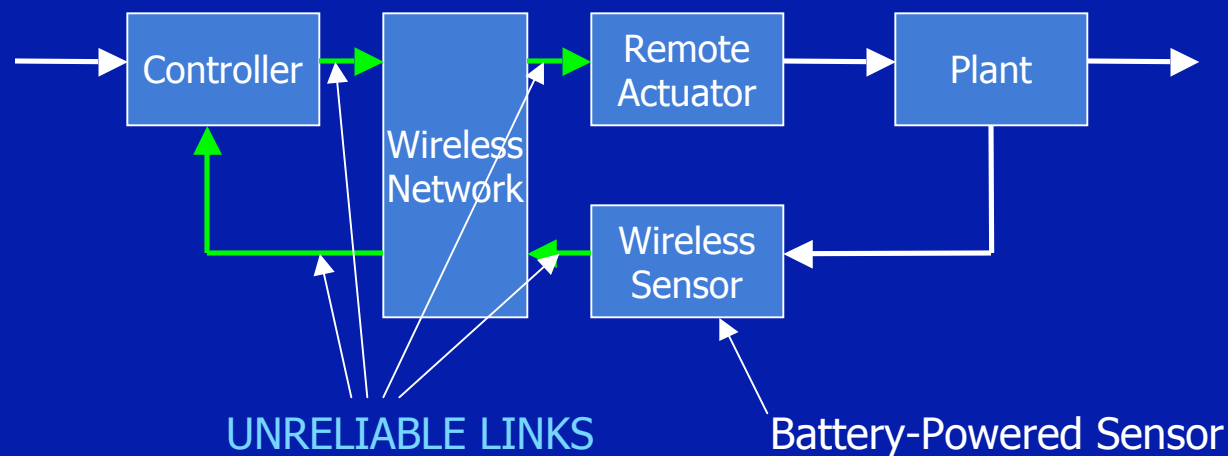 Controller
Wireless
Network
Remote
Actuator
Plant
Wireless
Sensor
UNRELIABLE LINKS
Battery-Powered Sensor